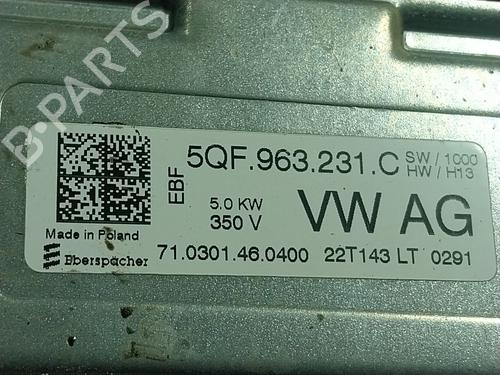 B-PARTS
5QF.963.231.C SW/1000
HW/H13
EBF
5.0 KW
350 V
VW AG
Made in Poland
Eberspächer
71.0301.46.0400 22T143 LT 0291